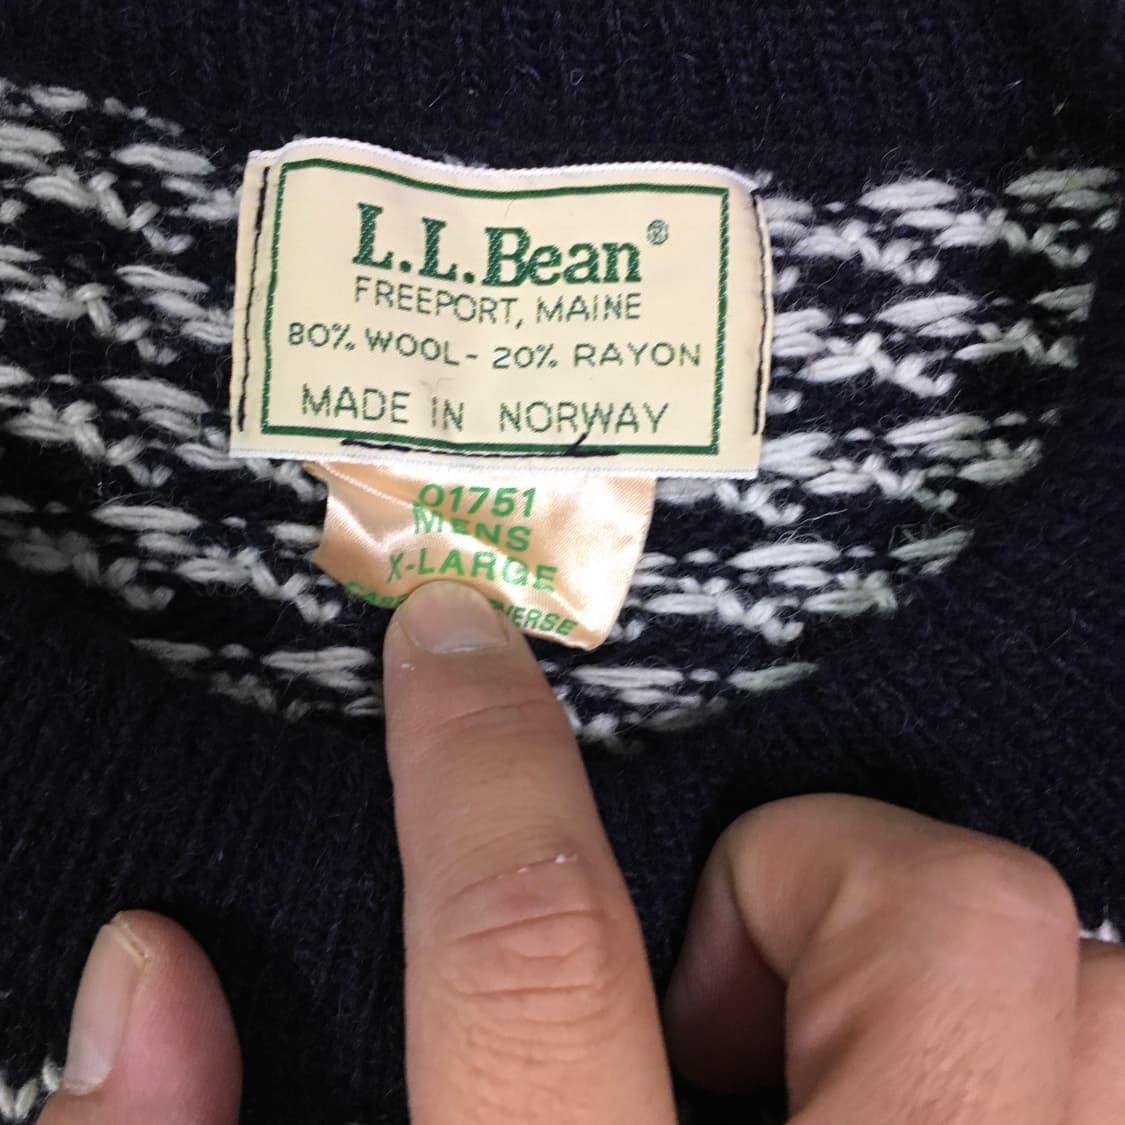 L.L.Bean®
FREEPORT, MAINE
80% WOOL - 20% RAYON
MADE IN NORWAY
01751
MENS
X-LARGE